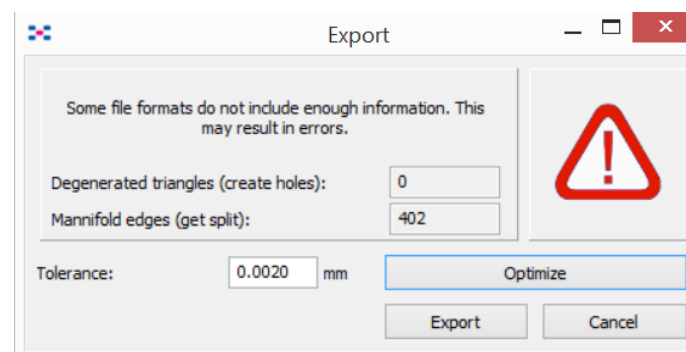 Export
Some file formats do not include enough information. This
may result in errors.
Degenerated triangles (create holes): 0
Mannifold edges (get split): 402
Tolerance: 0.0020 mm Optimize
Export Cancel